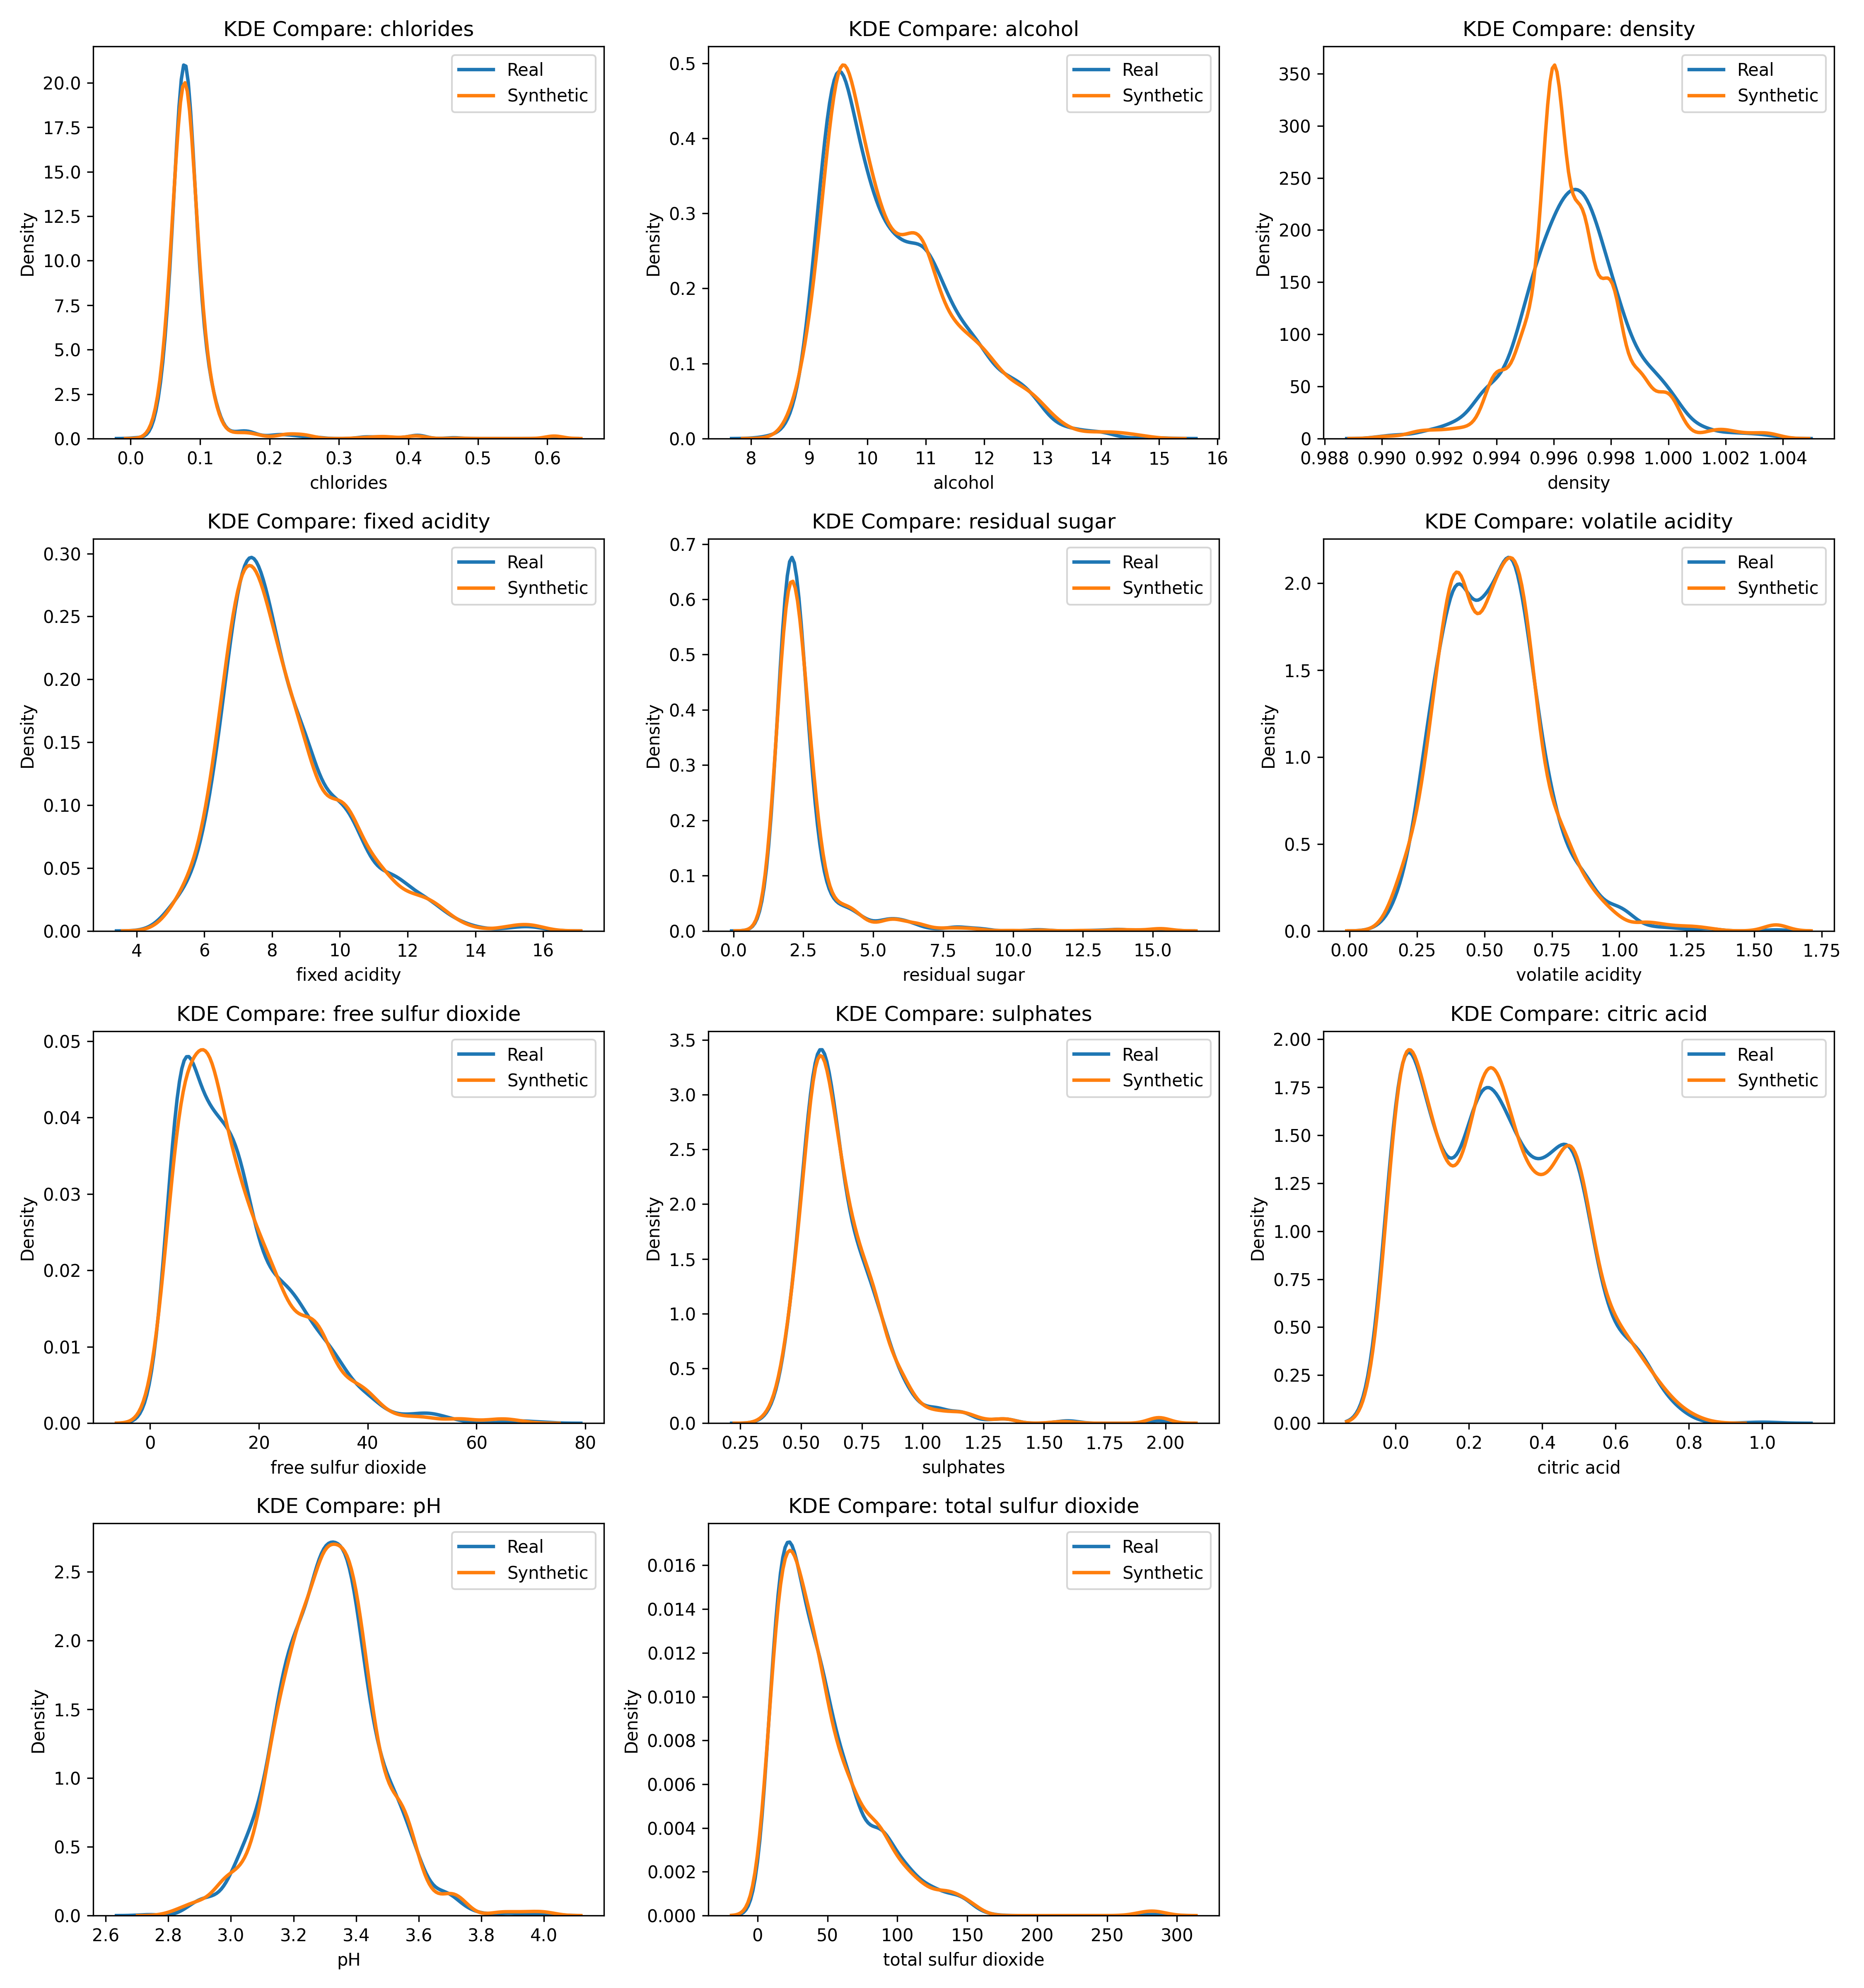 KDE Compare: chlorides
Real
Synthetic
20.0
17.5
15.0
12.5
10.0
7.5
5.0
2.5
0.0
Density
0.0 0.1 0.2 0.3 0.4 0.5 0.6
chlorides
KDE Compare: alcohol
Real
Synthetic
0.5
0.4
0.3
0.2
0.1
0.0
Density
8 9 10 11 12 13 14 15 16
alcohol
KDE Compare: density
Real
Synthetic
350
300
250
200
150
100
50
0
Density
0.988 0.990 0.992 0.994 0.996 0.998 1.000 1.002 1.004
density
KDE Compare: fixed acidity
Real
Synthetic
0.30
0.25
0.20
0.15
0.10
0.05
0.00
Density
4 6 8 10 12 14 16
fixed acidity
KDE Compare: residual sugar
Real
Synthetic
0.7
0.6
0.5
0.4
0.3
0.2
0.1
0.0
Density
0.0 2.5 5.0 7.5 10.0 12.5 15.0
residual sugar
KDE Compare: volatile acidity
Real
Synthetic
2.0
1.5
1.0
0.5
0.0
Density
0.00 0.25 0.50 0.75 1.00 1.25 1.50 1.75
volatile acidity
KDE Compare: free sulfur dioxide
Real
Synthetic
0.05
0.04
0.03
0.02
0.01
0.00
Density
0 20 40 60 80
free sulfur dioxide
KDE Compare: sulphates
Real
Synthetic
3.5
3.0
2.5
2.0
1.5
1.0
0.5
0.0
Density
0.25 0.50 0.75 1.00 1.25 1.50 1.75 2.00
sulphates
KDE Compare: citric acid
Real
Synthetic
2.00
1.75
1.50
1.25
1.00
0.75
0.50
0.25
0.00
Density
0.0 0.2 0.4 0.6 0.8 1.0
citric acid
KDE Compare: pH
Real
Synthetic
2.5
2.0
1.5
1.0
0.5
0.0
Density
2.6 2.8 3.0 3.2 3.4 3.6 3.8 4.0
pH
KDE Compare: total sulfur dioxide
Real
Synthetic
0.016
0.014
0.012
0.010
0.008
0.006
0.004
0.002
0.000
Density
0 50 100 150 200 250 300
total sulfur dioxide